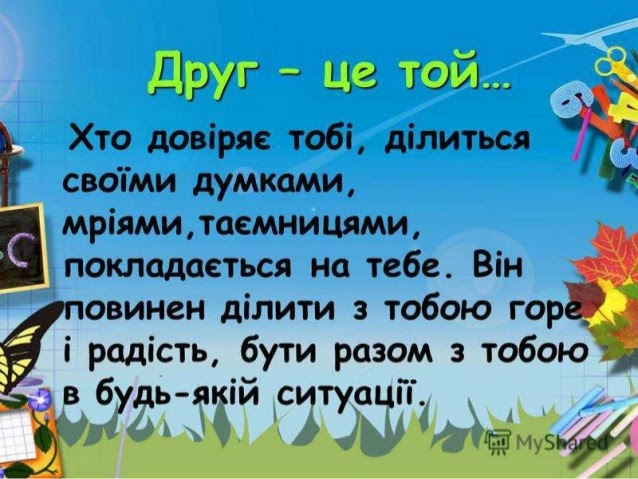 Друг – це той...
Хто довіряє тобі, ділиться
своїми думками,
мріями,таємницями,
покладається на тебе. Він
повинен ділити з тобою горе
і радість, бути разом з тобою
в будь-якій ситуації.
MyShared